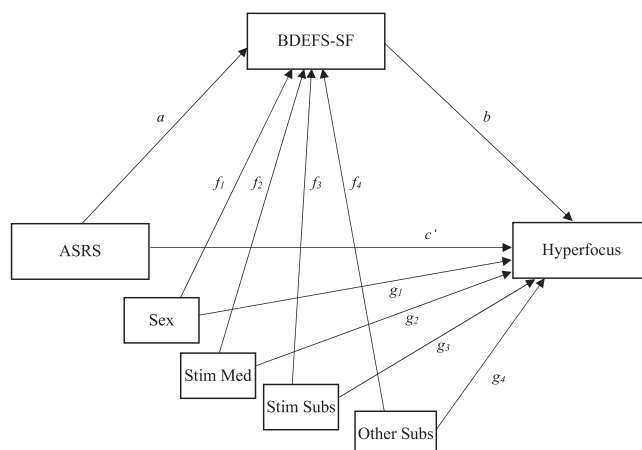 BDEFS-SF
a
b
f1
f2
f3
f4
ASRS
c‘
Hyperfocus
Sex
g1
g2
Stim Med
g3
Stim Subs
g4
Other Subs